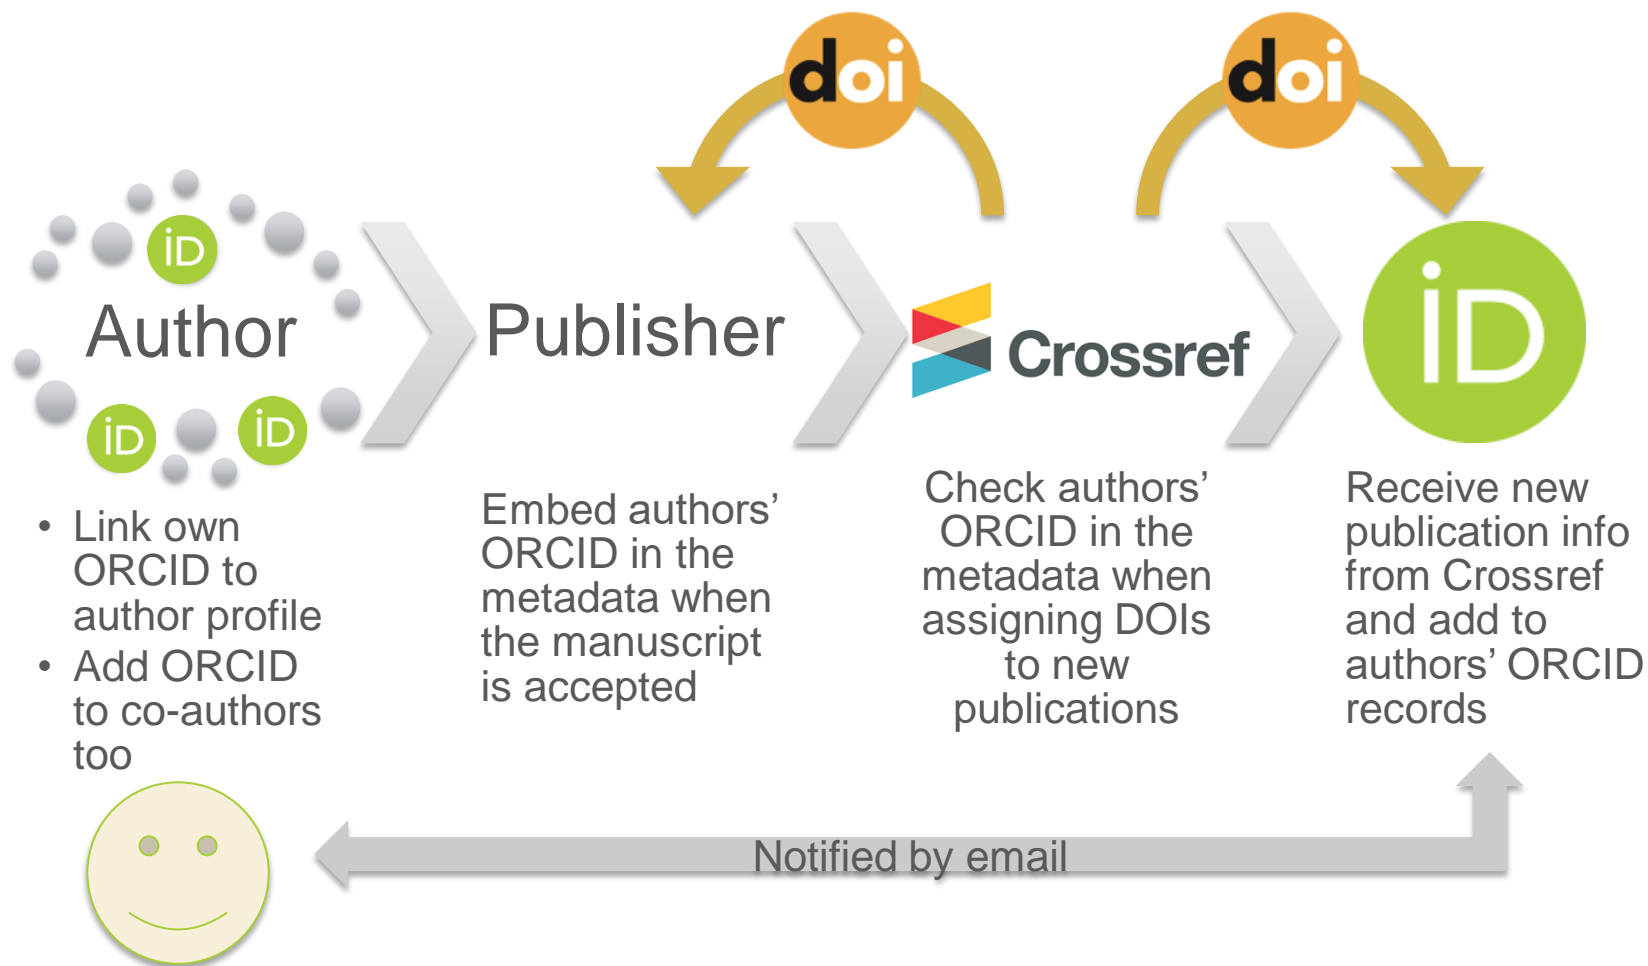 doi
doi
iD
Author
iD
iD
Publisher
Crossref
iD
• Link own
ORCID to
author profile
• Add ORCID
to co-authors
too
Embed authors’
ORCID in the
metadata when
the manuscript
is accepted
Check authors’
ORCID in the
metadata when
assigning DOIs
to new
publications
Receive new
publication info
from Crossref
and add to
authors’ ORCID
records
Notified by email